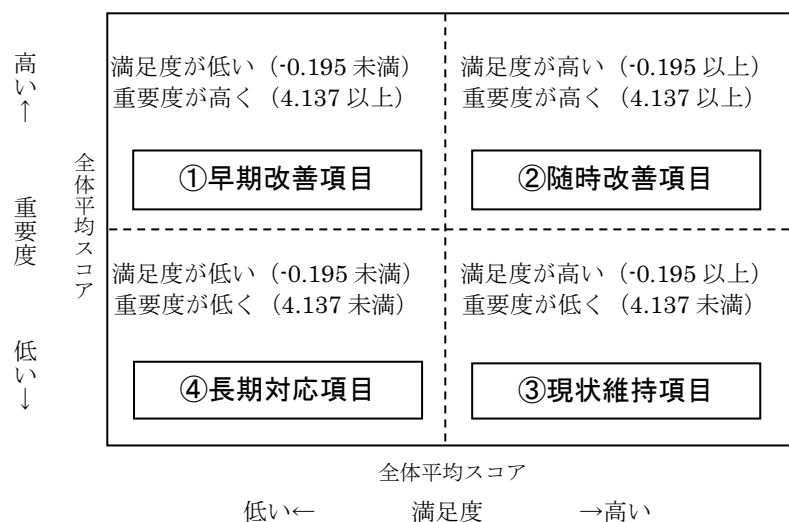 高い↑
重要度
低い↓
全体平均スコア
満足度が低い（-0.195 未満）
重要度が高く（4.137 以上）
①早期改善項目
満足度が高い（-0.195 以上）
重要度が高く（4.137 以上）
②随時改善項目
満足度が低い（-0.195 未満）
重要度が低く（4.137 未満）
④長期対応項目
満足度が高い（-0.195 以上）
重要度が低く（4.137 未満）
③現状維持項目
全体平均スコア
低い← 満足度 →高い